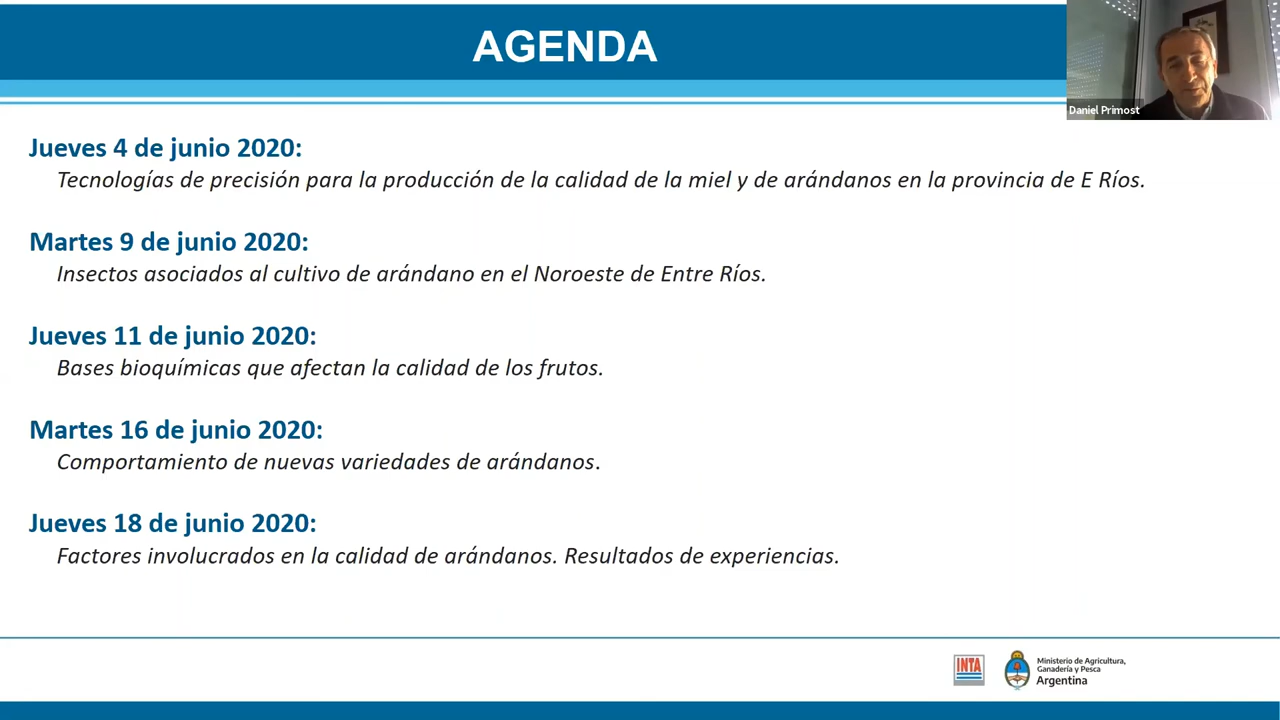 AGENDA
Daniel Primost
Jueves 4 de junio 2020:
Tecnologías de precisión para la producción de la calidad de la miel y de arándanos en la provincia de E Ríos.
Martes 9 de junio 2020:
Insectos asociados al cultivo de arándano en el Noroeste de Entre Ríos.
Jueves 11 de junio 2020:
Bases bioquímicas que afectan la calidad de los frutos.
Martes 16 de junio 2020:
Comportamiento de nuevas variedades de arándanos.
Jueves 18 de junio 2020:
Factores involucrados en la calidad de arándanos. Resultados de experiencias.
INTA
Ministerio de Agricultura,
Ganadería y Pesca
Argentina